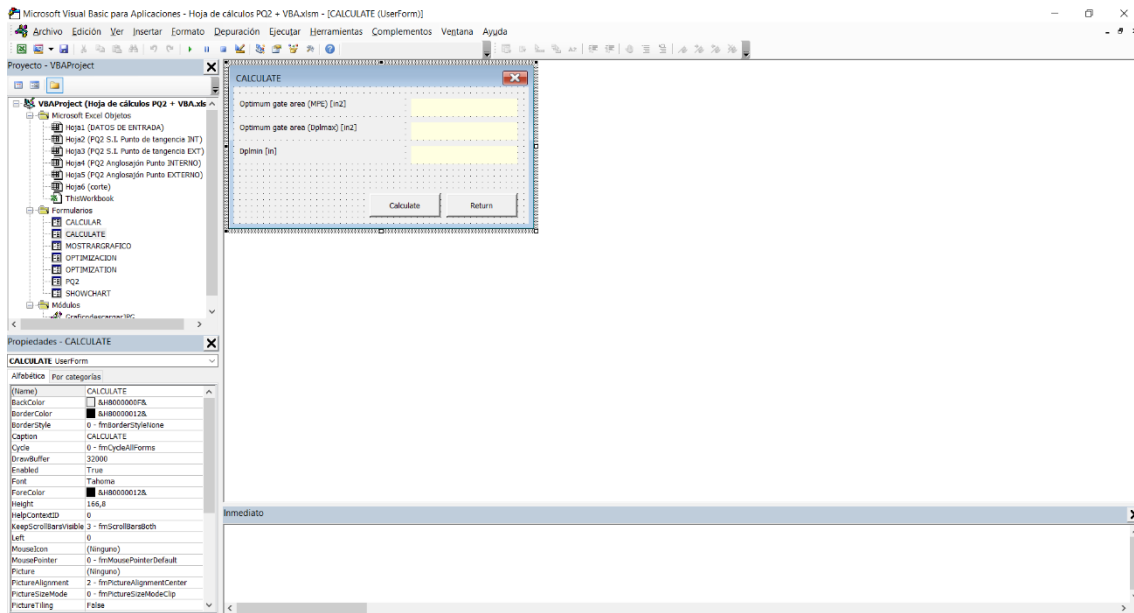 Microsoft Visual Basic para Aplicaciones - Hoja de cálculos PQ2 + VBA.xlsm - [CALCULATE (UserForm)]
Archivo Edición Ver Insertar Formato Depuración Ejecutar Herramientas Complementos Ventana Ayuda
Proyecto - VBAProject
VBAProject (Hoja de cálculos PQ2 + VBA.xls
Microsoft Excel Objetos
Hoja1 (DATOS DE ENTRADA)
Hoja2 (PQ2 S.I. Punto de tangencia INT)
Hoja3 (PQ2 S.I. Punto de tangencia EXT)
Hoja4 (PQ2 Anglosajón Punto INTERNO)
Hoja5 (PQ2 Anglosajón Punto EXTERNO)
Hoja6 (corte)
ThisWorkbook
Formularios
CALCULAR
CALCULATE
MOSTRARGRAFICO
OPTIMIZACION
OPTIMIZATION
PQ2
SHOWCHART
Módulos
GraficodescargarJPG
CALCULATE
Optimum gate area (MPE) [in2]
Optimum gate area (Dplmax) [in2]
Dplmin [in]
Calculate Return
Propiedades - CALCULATE
CALCULATE UserForm
Alfabética Por categorías
(Name) CALCULATE
BackColor &H8000000F&
BorderColor &H80000012&
BorderStyle 0 - fmBorderStyleNone
Caption CALCULATE
Cycle 0 - fmCycleAllForms
DrawBuffer 32000
Enabled True
Font Tahoma
ForeColor &H80000012&
Height 166,8
HelpContextID 0
KeepScrollBarsVisible 3 - fmScrollBarsBoth
Left 0
MouseIcon (Ninguno)
MousePointer 0 - fmMousePointerDefault
Picture (Ninguno)
PictureAlignment 2 - fmPictureAlignmentCenter
PictureSizeMode 0 - fmPictureSizeModeClip
PictureTiling False
Inmediato